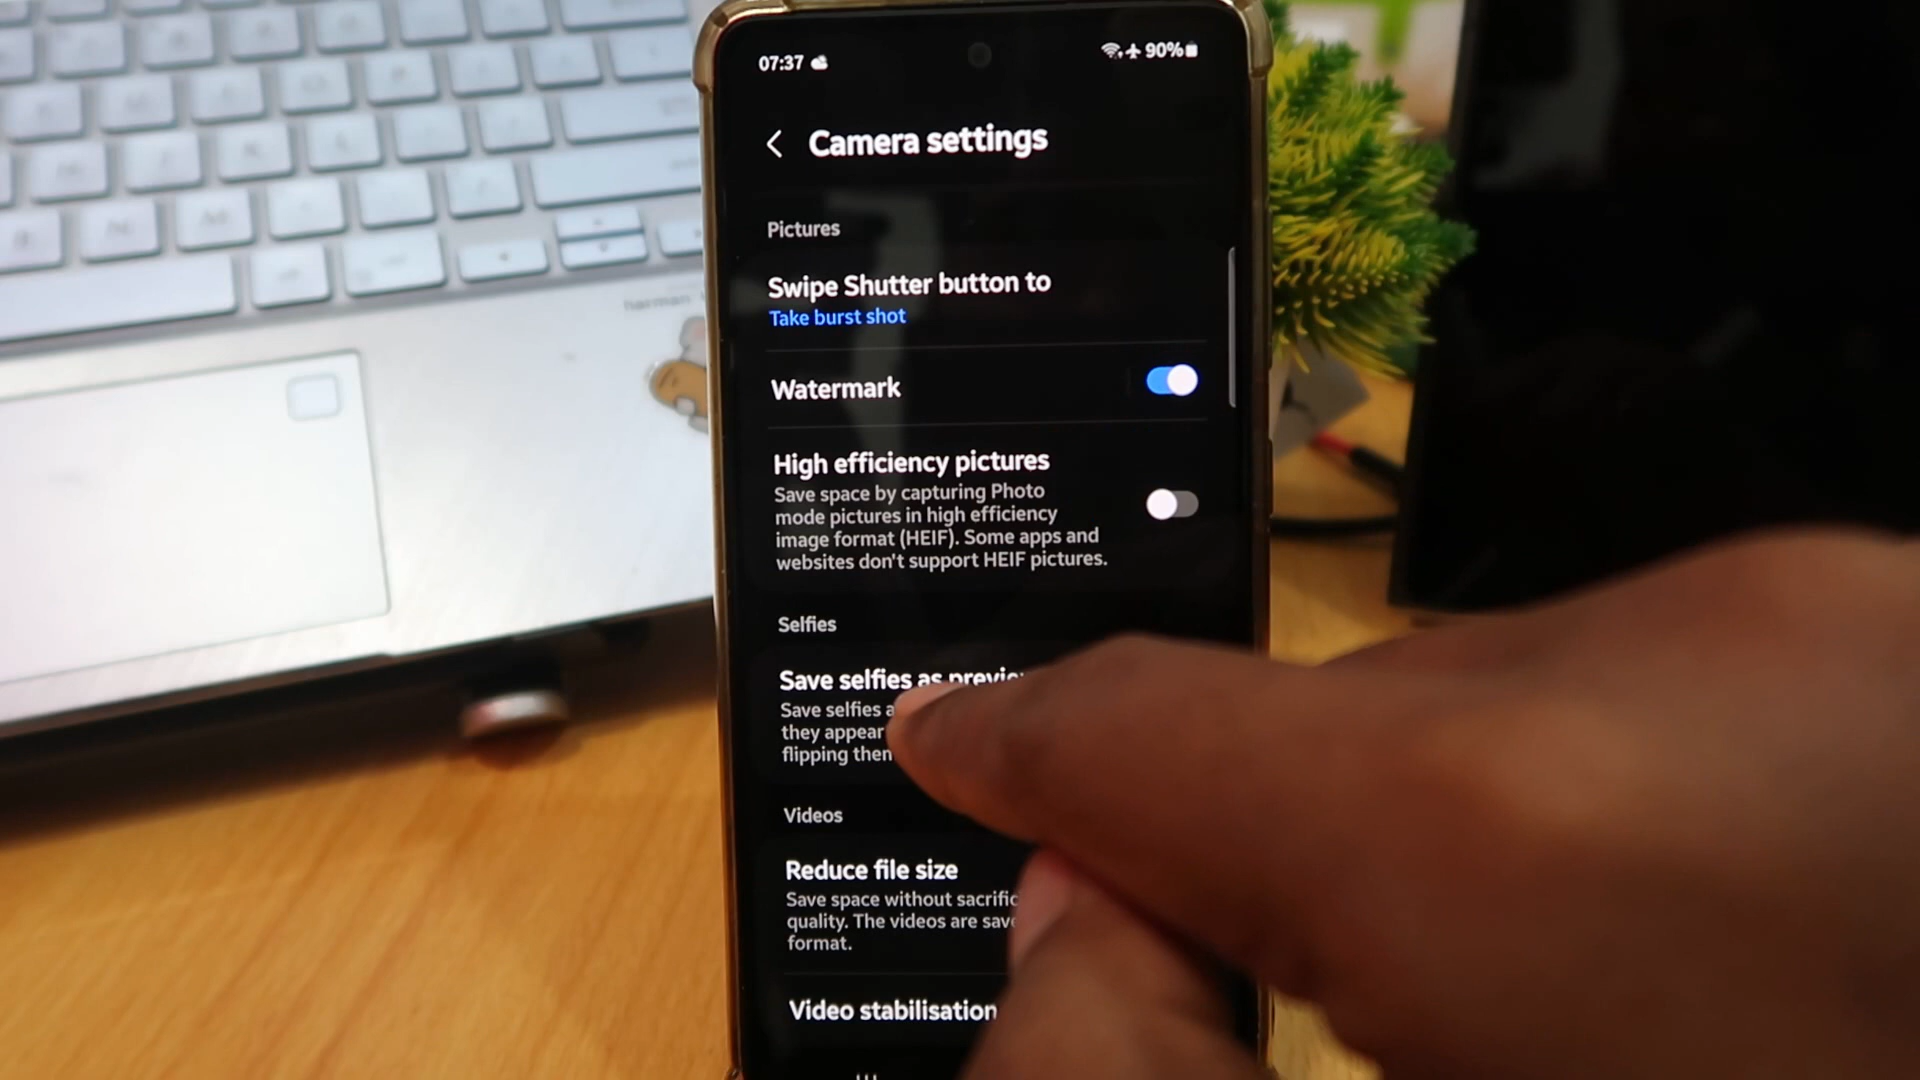 07:37
90%
Camera settings
Pictures
Swipe Shutter button to
Take burst shot
Watermark
High efficiency pictures
Save space by capturing Photo
mode pictures in high efficiency
image format (HEIF). Some apps and
websites don't support HEIF pictures.
Selfies
Save selfies as
Save selfies
they appear
flipping
Videos
Reduce file size
Save space without
quality. The videos are
format.
Video stabilisation
harman